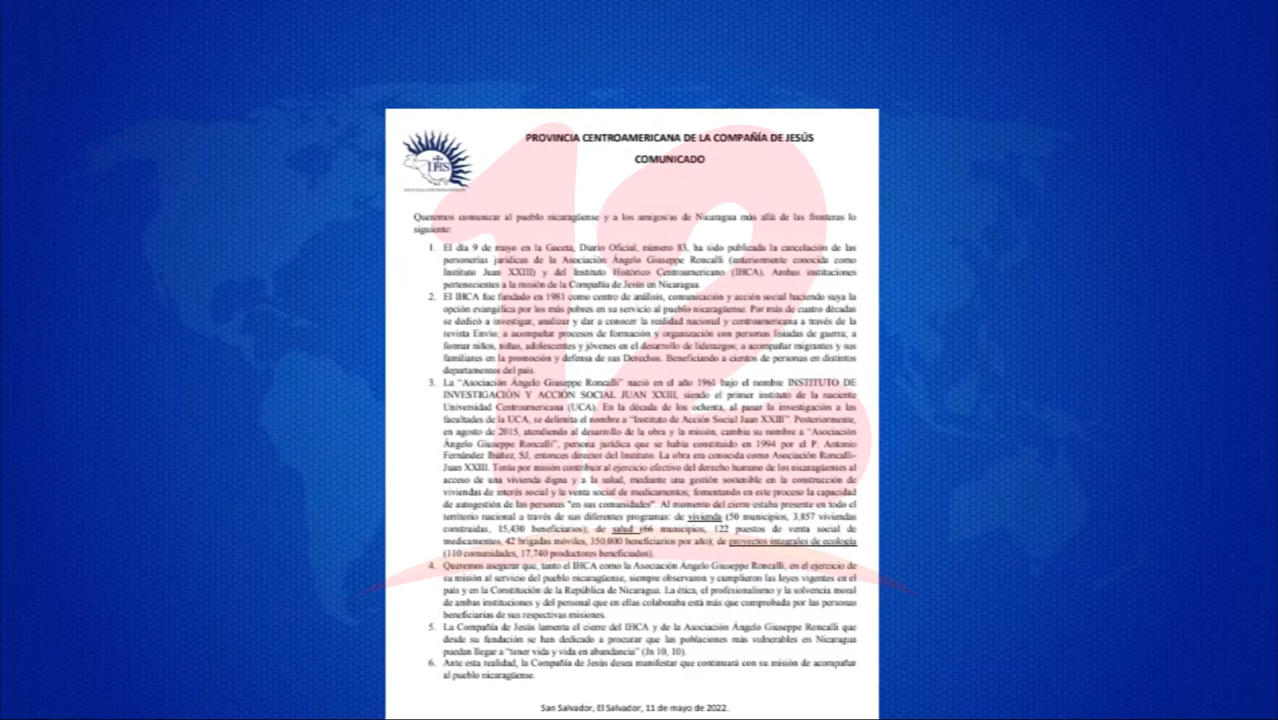 PROVINCIA CENTROAMERICANA DE LA COMPAÑÍA DE JESÚS
COMUNICADO
IHS
Queremos comunicar al pueblo nicaragüense y a los amigos/as de Nicaragua más allá de las fronteras lo
siguiente:
1. El día 9 de mayo en la Gaceta, Diario Oficial, número 83, ha sido publicada la cancelación de las
personerías jurídicas de la Asociación Ángelo Giuseppe Roncalli (anteriormente conocida como
Instituto Juan XXIII) y del Instituto Histórico Centroamericano (IHCA). Ambas instituciones
pertenecientes a la misión de la Compañía de Jesús en Nicaragua.
2. El IHCA fue fundado en 1981 como centro de análisis, comunicación y acción social haciendo suya la
opción evangélica por los más pobres en su servicio al pueblo nicaragüense. Por más de cuatro décadas
se dedicó a investigar, analizar y dar a conocer la realidad nacional y centroamericana a través de la
revista Envío; a acompañar procesos de formación y organización con personas lisiadas de guerra; a
formar niños, niñas, adolescentes y jóvenes en el desarrollo de liderazgos; a acompañar migrantes y sus
familiares en la promoción y defensa de sus Derechos. Beneficiando a cientos de personas en distintos
departamentos del país.
3. La "Asociación Ángelo Giuseppe Roncalli" nació en el año 1961 bajo el nombre INSTITUTO DE
INVESTIGACIÓN Y ACCIÓN SOCIAL JUAN XXIII, siendo el primer instituto de la naciente
Universidad Centroamericana (UCA). En la década de los ochenta, al pasar la investigación a las
facultades de la UCA, se delimita el nombre a "Instituto de Acción Social Juan XXIII". Posteriormente,
en agosto de 2015, atendiendo al desarrollo de la obra y la misión, cambia su nombre a "Asociación
Ángelo Giuseppe Roncalli", persona jurídica que se había constituido en 1994 por el P. Antonio
Fernández Ibáñez, SJ, entonces director del Instituto. La obra era conocida como Asociación Roncalli-
Juan XXIII. Tenía por misión contribuir al ejercicio efectivo del derecho humano de los nicaragüenses al
acceso de una vivienda digna y a la salud, mediante una gestión sostenible en la construcción de
viviendas de interés social y la venta social de medicamentos; fomentando en este proceso la capacidad
de autogestión de las personas "en sus comunidades". Al momento del cierre estaba presente en todo el
territorio nacional a través de sus diferentes programas: de vivienda (50 municipios, 3,857 viviendas
construidas, 15,430 beneficiarios); de salud (66 municipios, 122 puestos de venta social de
medicamentos, 42 brigadas móviles, 350,000 beneficiarios por año); de proyectos integrales de ecología
(110 comunidades, 17,740 productores beneficiados).
4. Queremos asegurar que, tanto el IHCA como la Asociación Ángelo Giuseppe Roncalli, en el ejercicio de
su misión al servicio del pueblo nicaragüense, siempre observaron y cumplieron las leyes vigentes en el
país y en la Constitución de la República de Nicaragua. La ética, el profesionalismo y la solvencia moral
de ambas instituciones y del personal que en ellas colaboraba está más que comprobada por las personas
beneficiarias de sus respectivas misiones.
5. La Compañía de Jesús lamenta el cierre del IHCA y de la Asociación Ángelo Giuseppe Roncalli que
desde su fundación se han dedicado a procurar que las poblaciones más vulnerables en Nicaragua
puedan llegar a "tener vida y vida en abundancia" (Jn 10, 10).
6. Ante esta realidad, la Compañía de Jesús desea manifestar que continuará con su misión de acompañar
al pueblo nicaragüense.
San Salvador, El Salvador, 11 de mayo de 2022.
12